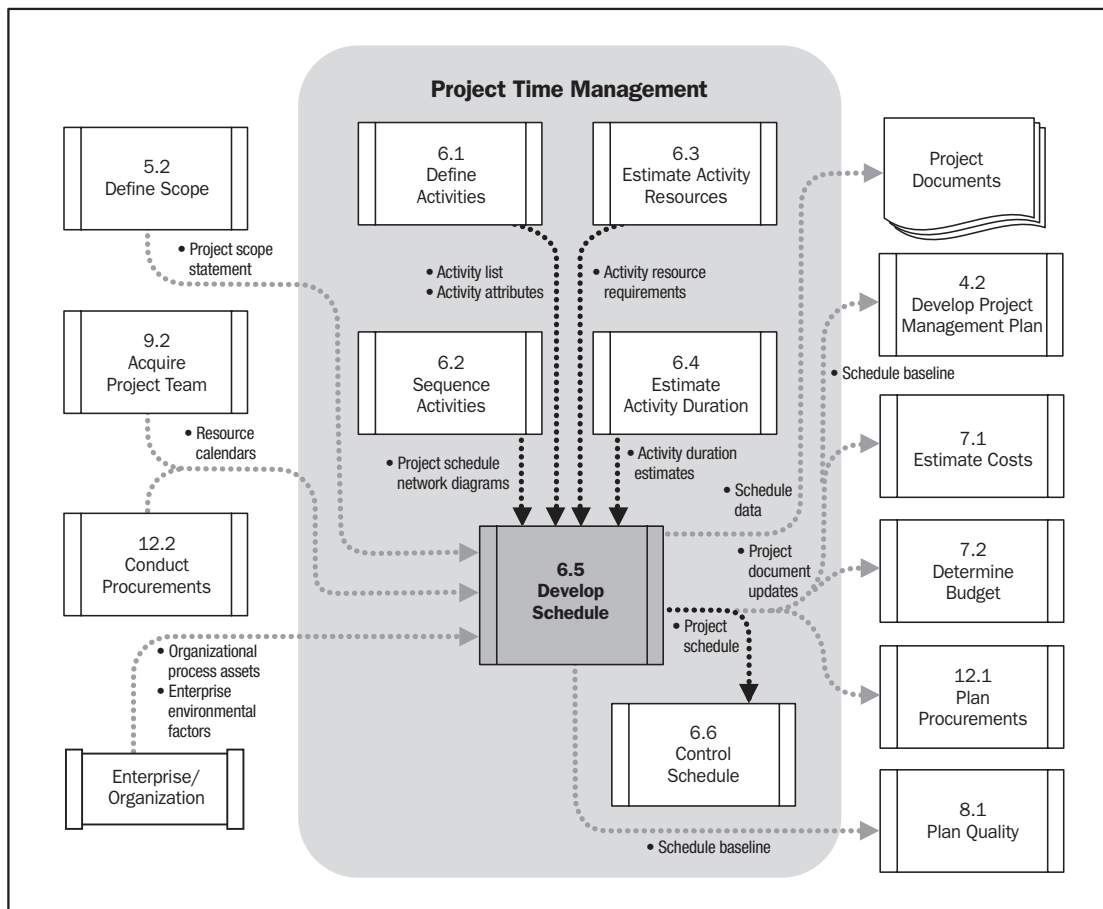 Project Time Management
5.2
Define Scope
• Project scope
statement
9.2
Acquire
Project Team
• Resource
calendars
12.2
Conduct
Procurements
• Organizational
process assets
• Enterprise
environmental
factors
Enterprise/
Organization
6.1
Define
Activities
6.3
Estimate Activity
Resources
• Activity list
• Activity attributes
• Activity resource
requirements
6.2
Sequence
Activities
6.4
Estimate
Activity Duration
• Project schedule
network diagrams
• Activity duration
estimates
6.5
Develop
Schedule
• Schedule
data
• Project
document
updates
• Project
schedule
6.6
Control
Schedule
• Schedule baseline
Project
Documents
4.2
Develop Project
Management Plan
• Schedule baseline
7.1
Estimate Costs
7.2
Determine
Budget
12.1
Plan
Procurements
8.1
Plan Quality